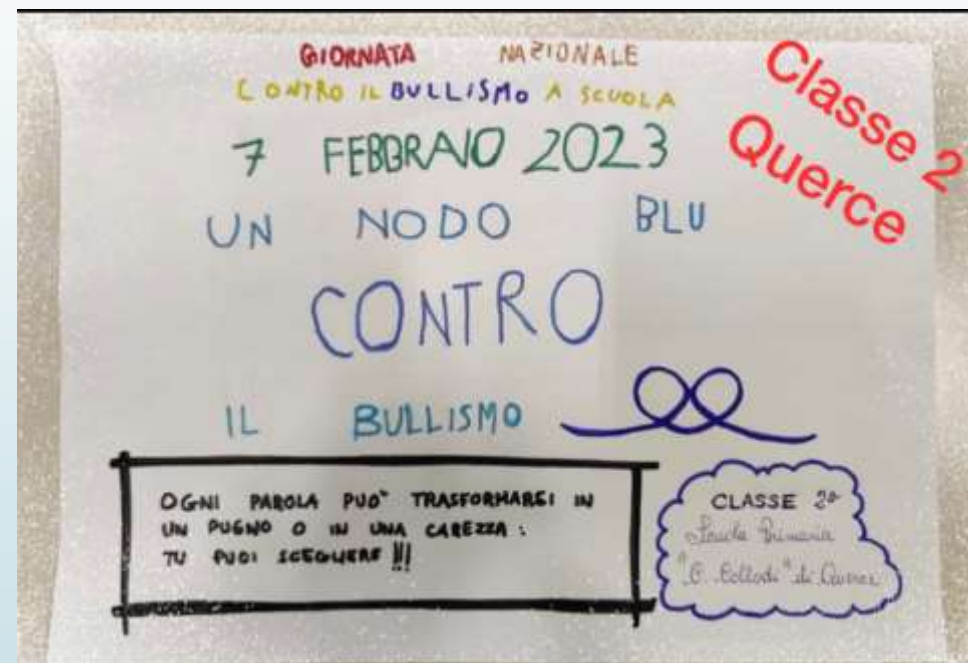 GIORNATA NAZIONALE
CONTRO IL BULLISMO A SCUOLA
7 FEBBRAIO 2023
UN NODO BLU
CONTRO
IL BULLISMO
Classe 2
Querce
OGNI PAROLA PUO' TRASFORMARSI IN
UN PUGNO O IN UNA CAREZZA:
TU PUOI SCEGLIERE!!!
CLASSE 2ª
Scuola Primaria
"C. Collodi" di Querce